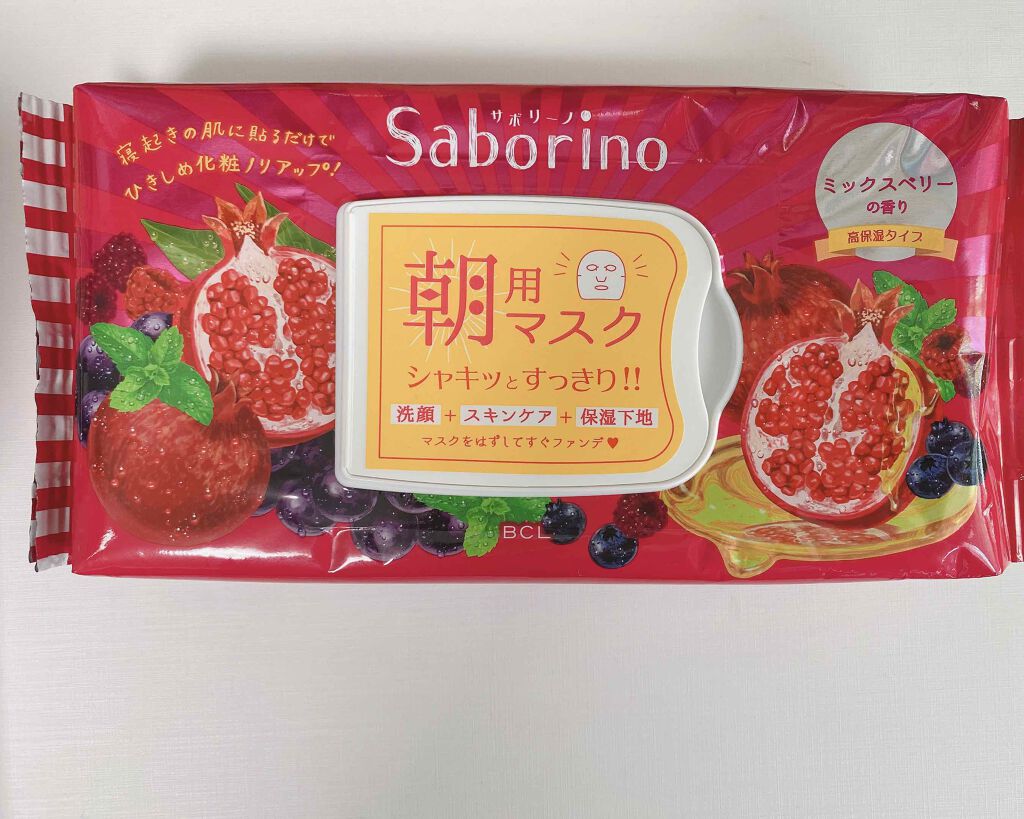 サボリーノ
Saborino
寝起きの肌に貼るだけで
ひきしめ化粧ノリアップ!
ミックスベリー
の香り
高保湿タイプ
朝用
マスク
シャキッとすっきり!!
洗顔+スキンケア+保湿下地
マスクをはずしてすぐファンデ♥
BCL